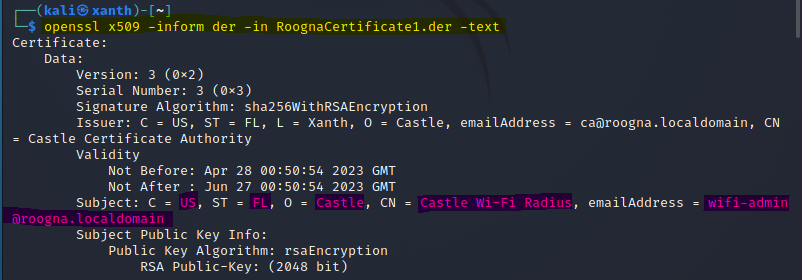 ┌──(kali㉿xanth)-[~]
└─$ openssl x509 -inform der -in RoognaCertificate1.der -text
Certificate:
    Data:
        Version: 3 (0×2)
        Serial Number: 3 (0×3)
        Signature Algorithm: sha256WithRSAEncryption
        Issuer: C = US, ST = FL, L = Xanth, O = Castle, emailAddress = ca@roogna.localdomain, CN
= Castle Certificate Authority
        Validity
            Not Before: Apr 28 00:50:54 2023 GMT
            Not After : Jun 27 00:50:54 2023 GMT
        Subject: C = US, ST = FL, O = Castle, CN = Castle Wi-Fi Radius, emailAddress = wifi-admin
@roogna.localdomain
        Subject Public Key Info:
            Public Key Algorithm: rsaEncryption
                RSA Public-Key: (2048 bit)